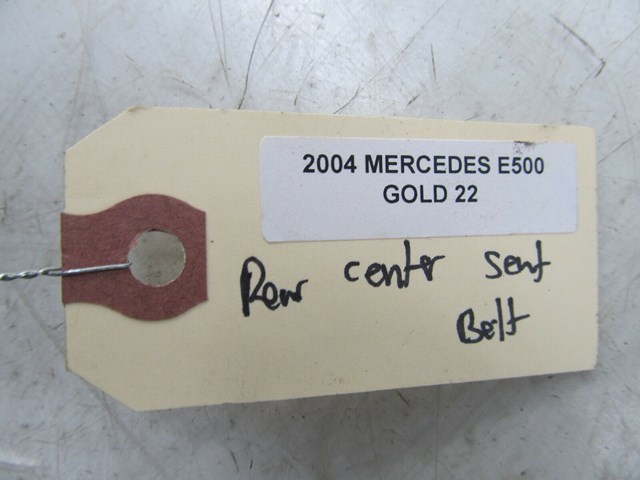 2004 MERCEDES E500
GOLD 22
Rear center seat
Belt